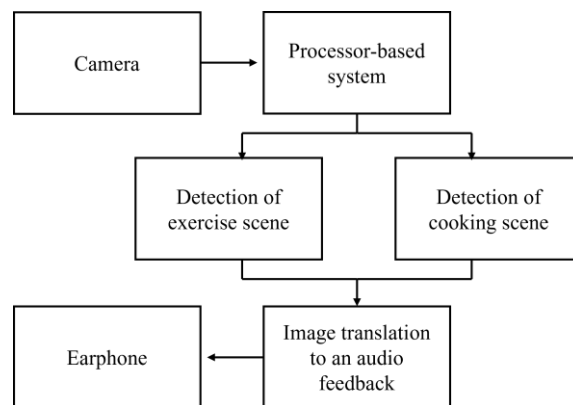 Camera
Processor-based
system
Detection of
exercise scene
Detection of
cooking scene
Earphone
Image translation
to an audio
feedback